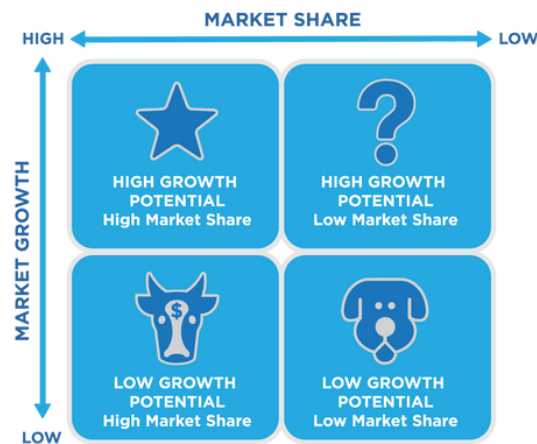 MARKET SHARE
HIGH
LOW
MARKET GROWTH
HIGH GROWTH
POTENTIAL
High Market Share
HIGH GROWTH
POTENTIAL
Low Market Share
$
LOW GROWTH
POTENTIAL
High Market Share
LOW GROWTH
POTENTIAL
Low Market Share
LOW